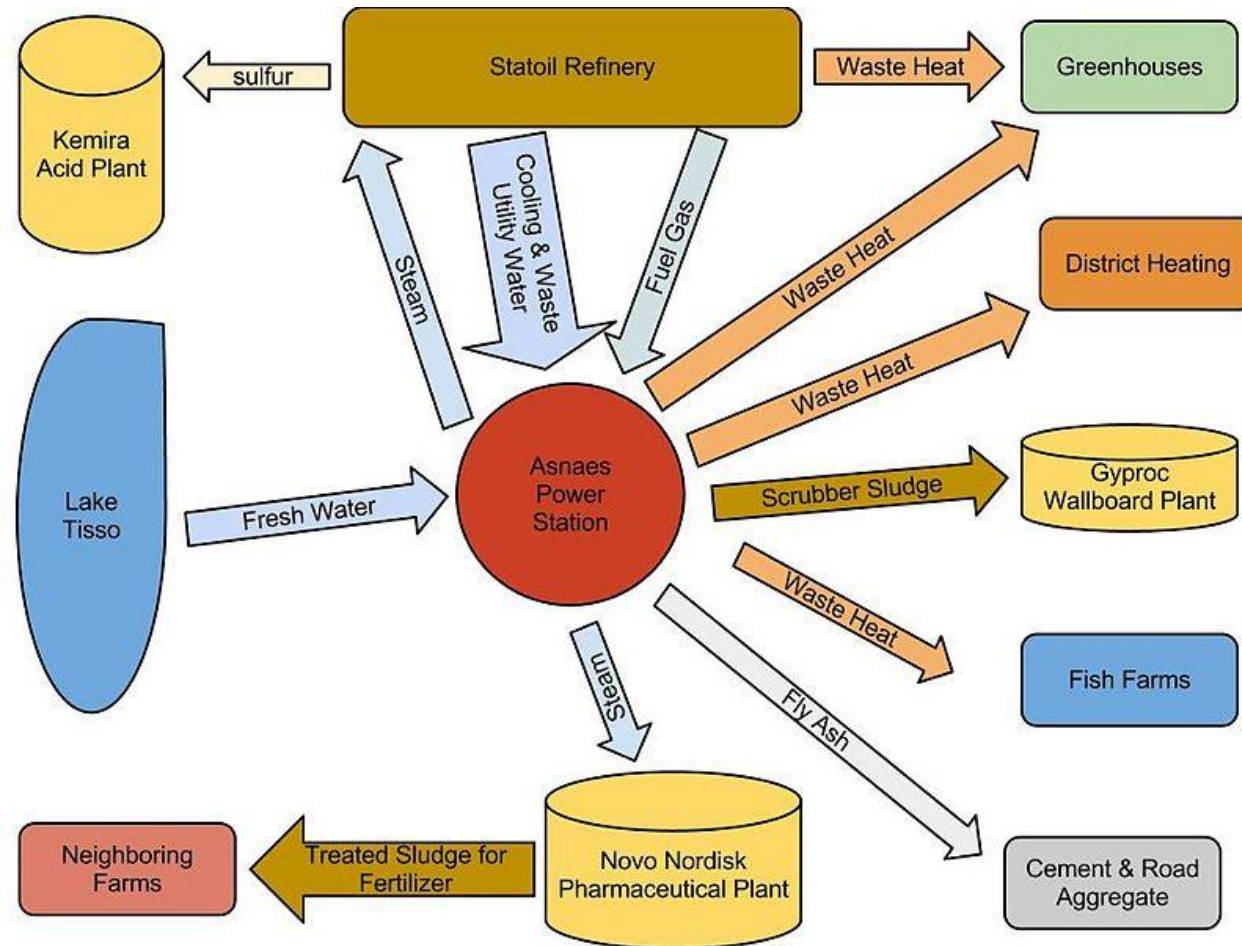 Statoil Refinery
sulfur
Waste Heat
Greenhouses
Kemira
Acid Plant
Steam
Cooling & Waste
Utility Water
Fuel Gas
Waste Heat
District Heating
Waste Heat
Lake
Tisso
Fresh Water
Asnaes
Power
Station
Scrubber Sludge
Gyproc
Wallboard Plant
Waste Heat
Fish Farms
Steam
Fly Ash
Neighboring
Farms
Treated Sludge for
Fertilizer
Novo Nordisk
Pharmaceutical Plant
Cement & Road
Aggregate